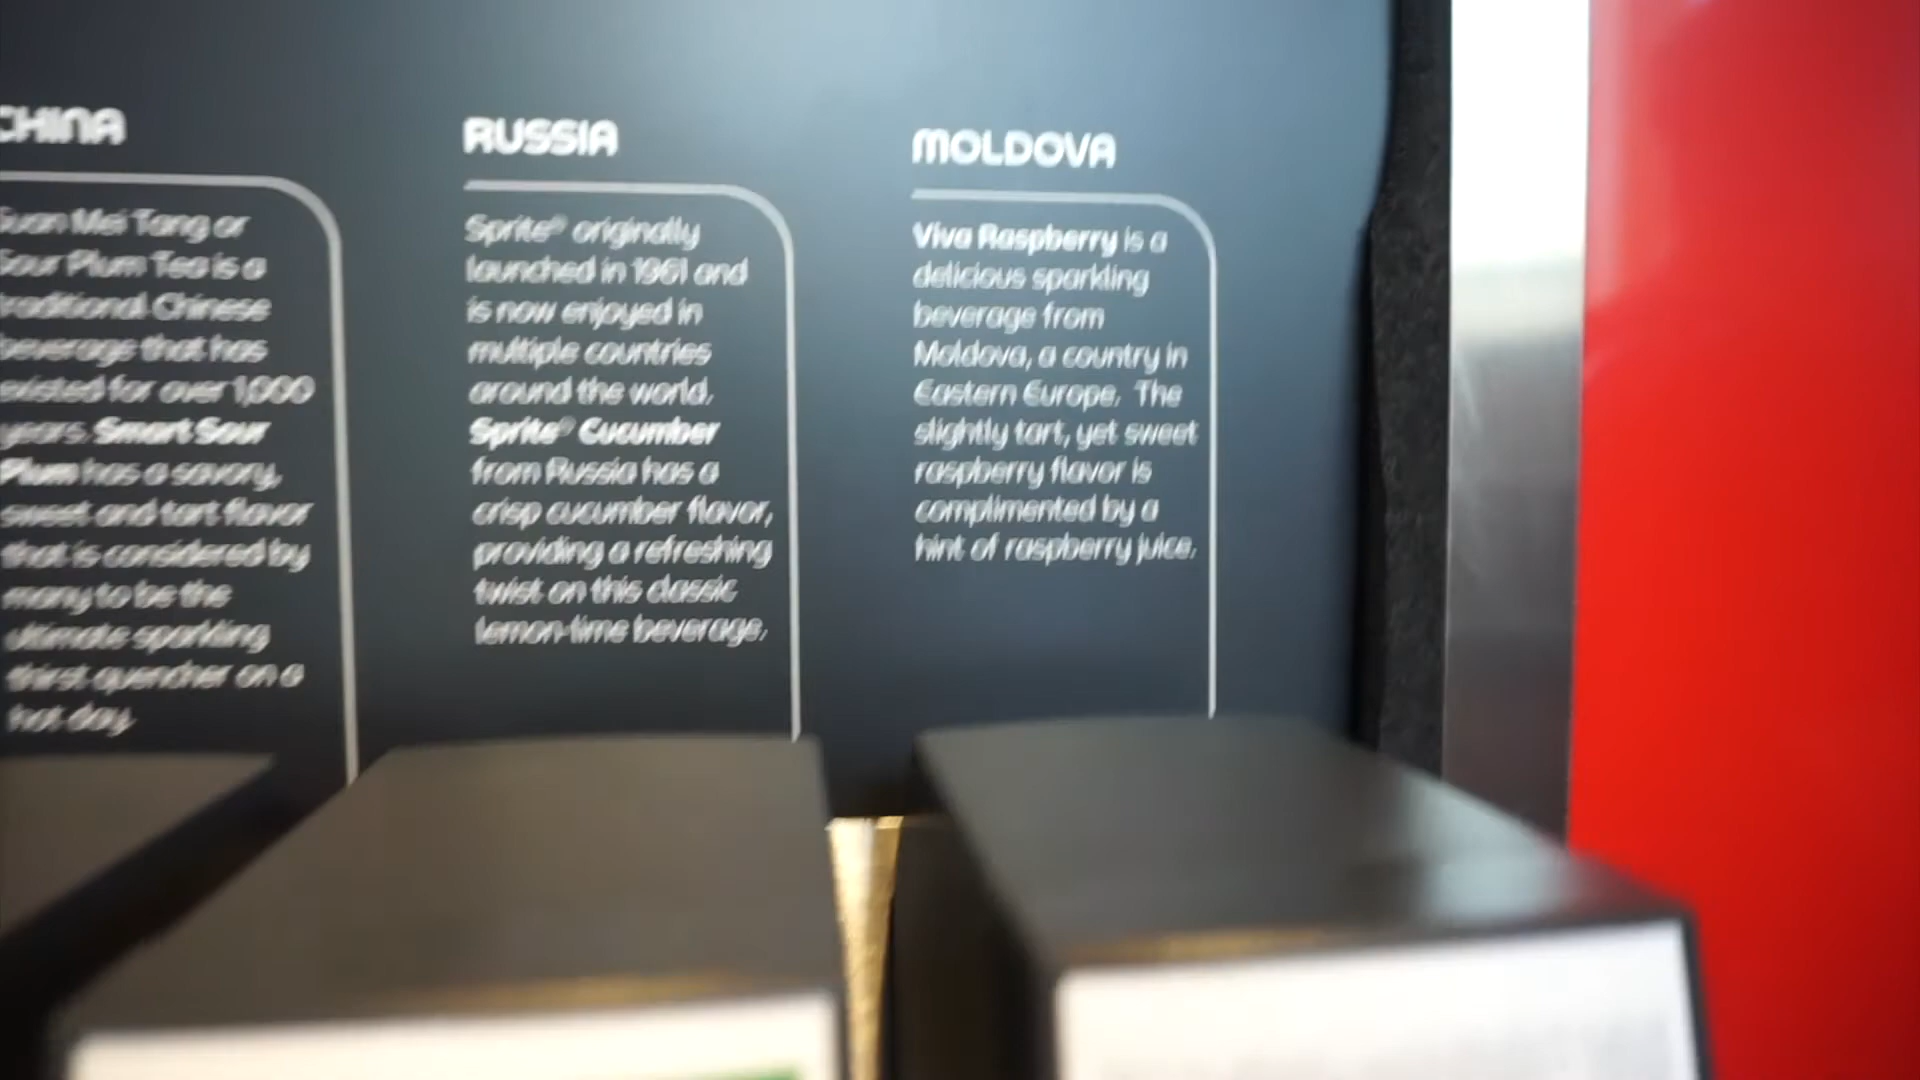 CHINA
Suan Mei Tang or
Sour Plum Tea is a
traditional Chinese
beverage that has
existed for over 1,000
years. Smart Sour
Plum has a savory,
sweet and tart flavor
that is considered by
many to be the
ultimate sparkling
thirst quencher on a
hot day.
RUSSIA
Sprite® originally
launched in 1961 and
is now enjoyed in
multiple countries
around the world.
Sprite® Cucumber
from Russia has a
crisp cucumber flavor,
providing a refreshing
twist on this classic
lemon-lime beverage.
MOLDOVA
Viva Raspberry is a
delicious sparkling
beverage from
Moldova, a country in
Eastern Europe. The
slightly tart, yet sweet
raspberry flavor is
complimented by a
hint of raspberry juice.